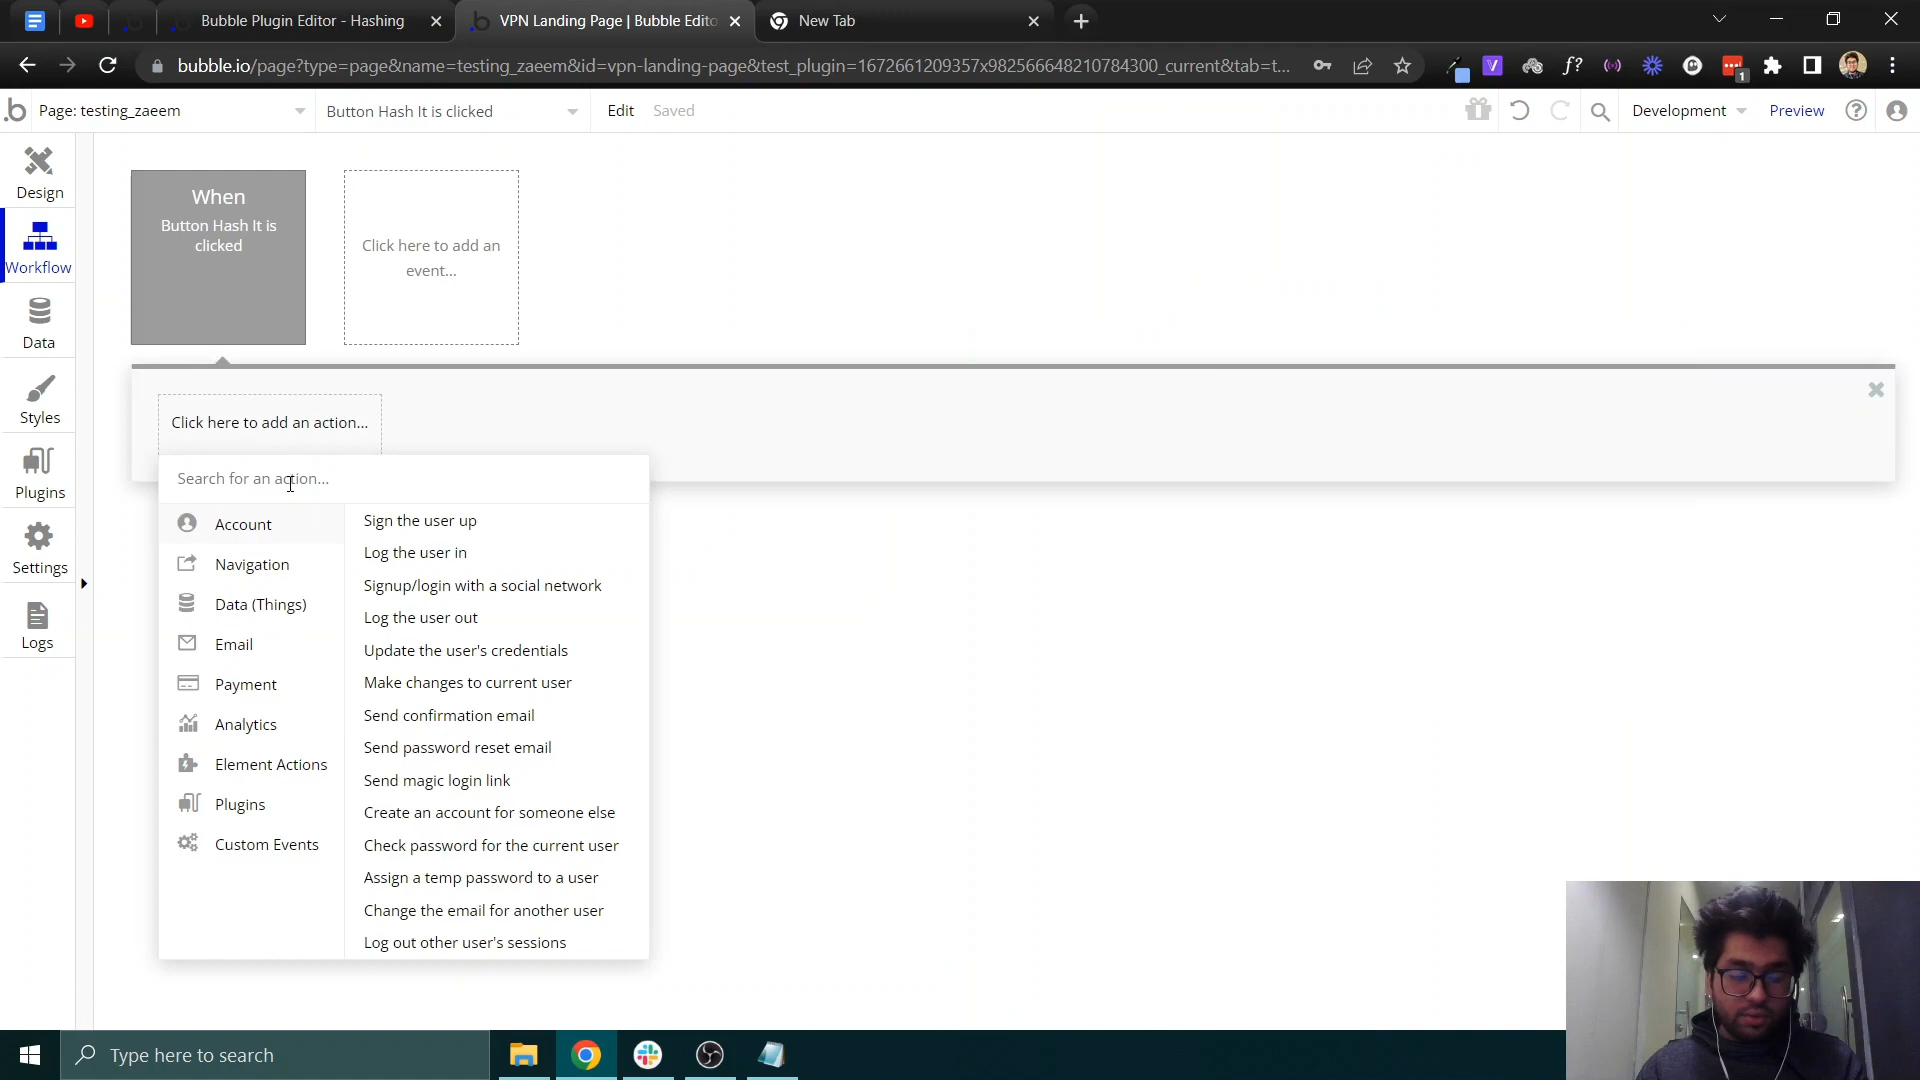 Bubble Plugin Editor - Hashing
VPN Landing Page | Bubble Edito
New Tab
bubble.io/page?type=page&name=testing_zaeem&id=vpn-landing-page&test_plugin=1672661209357x982566648210784300_current&tab=t...
Page: testing_zaeem
Button Hash It is clicked
Edit
Saved
Development
Preview
Design
Workflow
Data
Styles
Plugins
Settings
Logs
When
Button Hash It is
clicked
Click here to add an
event...
Click here to add an action...
Search for an action...
Account
Navigation
Data (Things)
Email
Payment
Analytics
Element Actions
Plugins
Custom Events
Sign the user up
Log the user in
Signup/login with a social network
Log the user out
Update the user's credentials
Make changes to current user
Send confirmation email
Send password reset email
Send magic login link
Create an account for someone else
Check password for the current user
Assign a temp password to a user
Change the email for another user
Log out other user's sessions
Type here to search